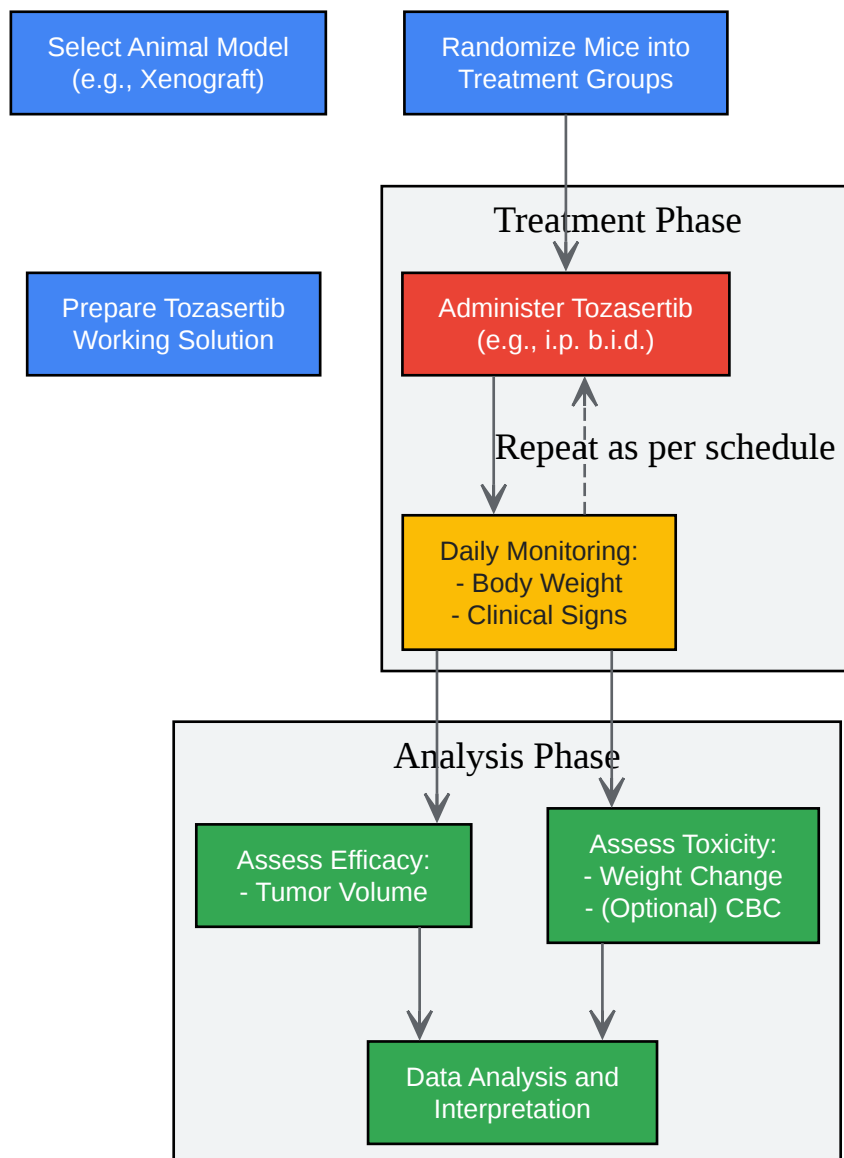 Select Animal Model
(e.g., Xenograft)
Randomize Mice into
Treatment Groups
Treatment Phase
Prepare Tozasertib
Working Solution
Administer Tozasertib
(e.g., i.p. b.i.d.)
Repeat as per schedule
Daily Monitoring:
- Body Weight
- Clinical Signs
Analysis Phase
Assess Efficacy:
- Tumor Volume
Assess Toxicity:
- Weight Change
- (Optional) CBC
Data Analysis and
Interpretation